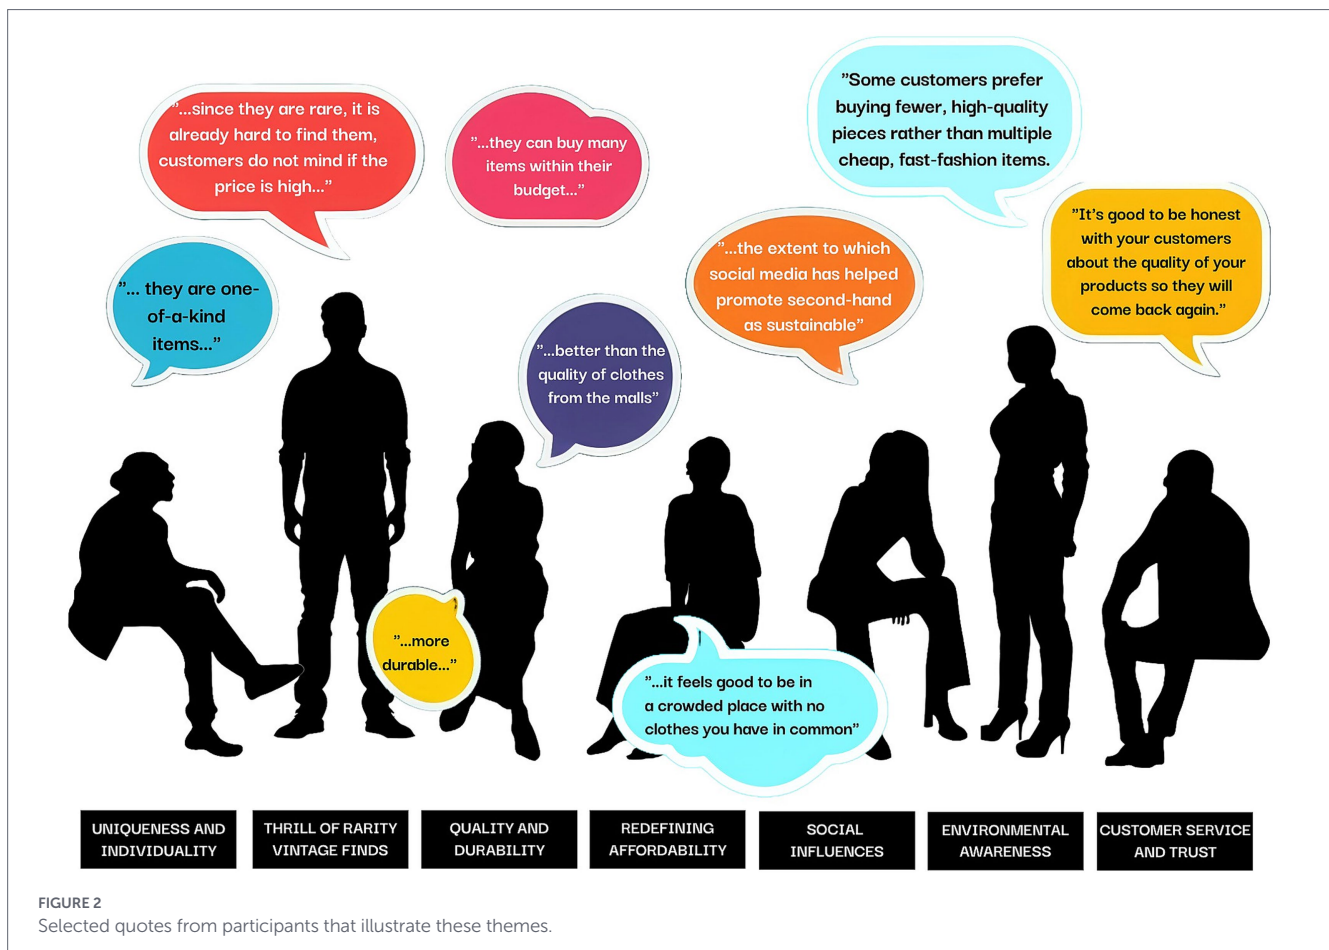 "...since they are rare, it is
already hard to find them,
customers do not mind if the
price is high..."
"...they can buy many
items within their
budget..."
"Some customers prefer
buying fewer, high-quality
pieces rather than multiple
cheap, fast-fashion items.
"It's good to be honest
with your customers
about the quality of your
products so they will
come back again."
"... they are one-
of-a-kind
items..."
"...the extent to which
social media has helped
promote second-hand
as sustainable"
"...better than the
quality of clothes
from the malls"
"...more
durable..."
"...it feels good to be in
a crowded place with no
clothes you have in common"
UNIQUENESS AND
INDIVIDUALITY
THRILL OF RARITY
VINTAGE FINDS
QUALITY AND
DURABILITY
REDEFINING
AFFORDABILITY
SOCIAL
INFLUENCES
ENVIRONMENTAL
AWARENESS
CUSTOMER SERVICE
AND TRUST
FIGURE 2
Selected quotes from participants that illustrate these themes.